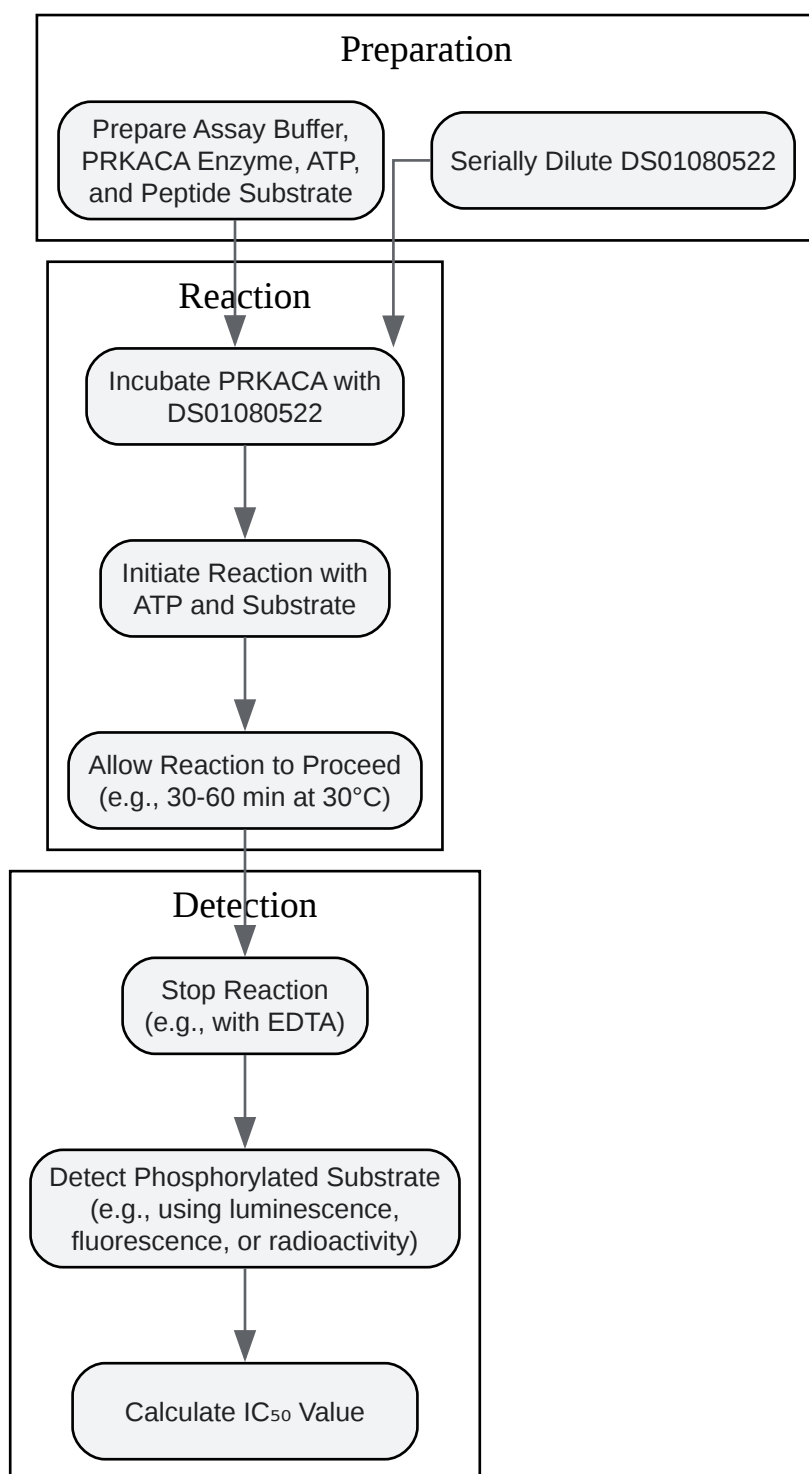 Preparation
Prepare Assay Buffer,
PRKACA Enzyme, ATP,
and Peptide Substrate
Serially Dilute DS01080522
Reaction
Incubate PRKACA with
DS01080522
Initiate Reaction with
ATP and Substrate
Allow Reaction to Proceed
(e.g., 30-60 min at 30°C)
Detection
Stop Reaction
(e.g., with EDTA)
Detect Phosphorylated Substrate
(e.g., using luminescence,
fluorescence, or radioactivity)
Calculate IC₅₀ Value